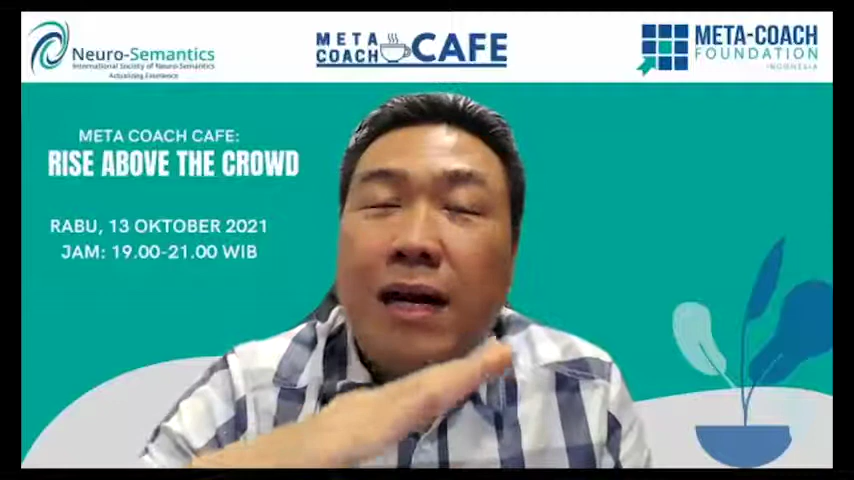 Neuro-Semantics
International Society of Neuro-Semantics
Actualizing Excellence
META
COACH CAFE
META-COACH
FOUNDATION
INDONESIA
META COACH CAFE:
RISE ABOVE THE CROWD
RABU, 13 OKTOBER 2021
JAM: 19.00-21.00 WIB